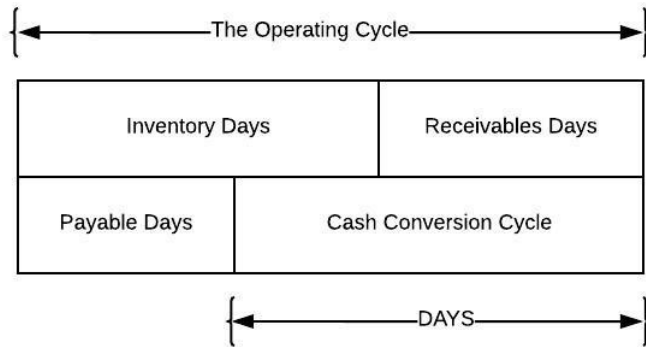 The Operating Cycle
Inventory Days
Receivables Days
Payable Days
Cash Conversion Cycle
DAYS